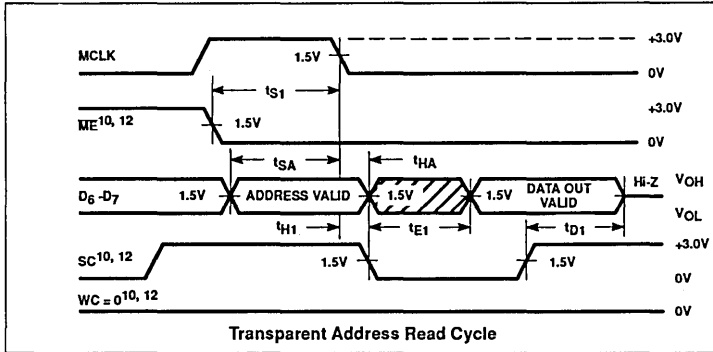 +3.0V
MCLK 1.5V
0V
tS1
+3.0V
ME10, 12 1.5V
0V
tSA tHA
Hi-Z VOH
D6 -D7 1.5V ADDRESS VALID 1.5V 1.5V DATA OUT VALID
VOL
tH1 tE1 tD1
+3.0V
SC10, 12 1.5V 1.5V
0V
WC = 010, 12
0V
Transparent Address Read Cycle